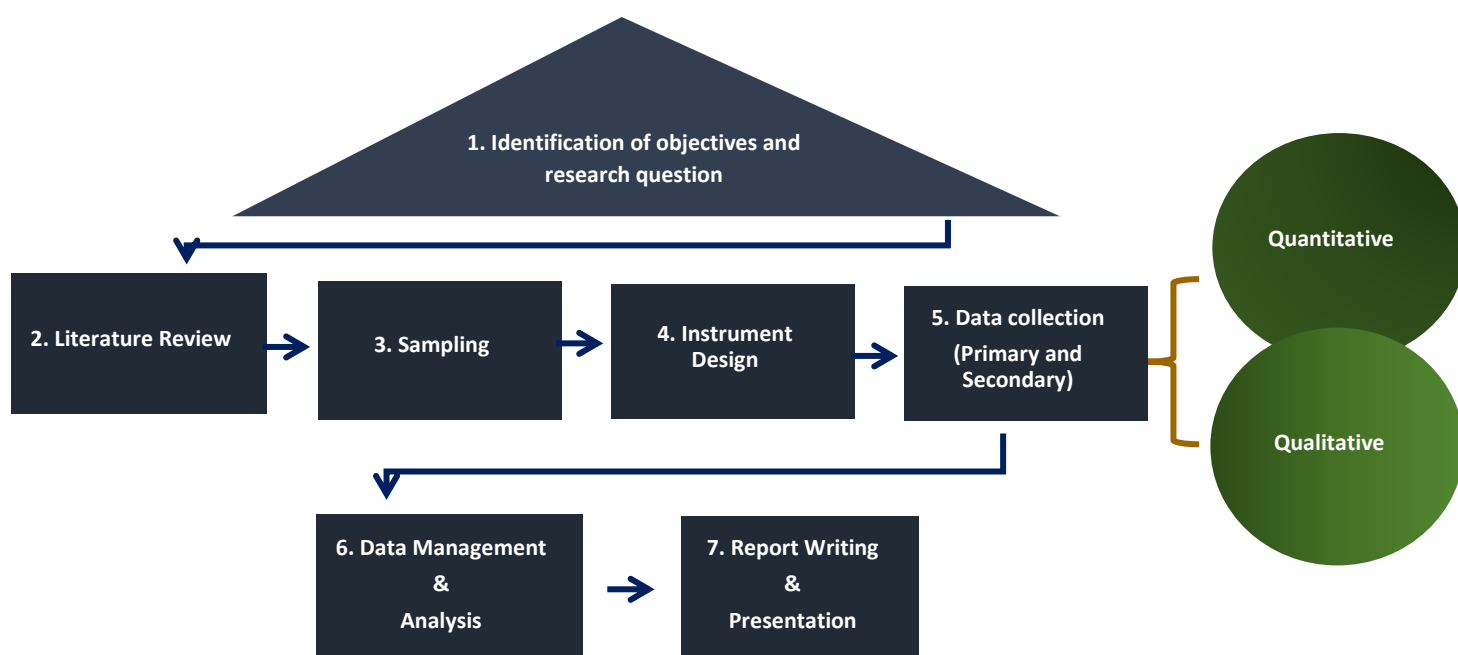 1. Identification of objectives and
research question
2. Literature Review
3. Sampling
4. Instrument
Design
5. Data collection
(Primary and
Secondary)
Quantitative
Qualitative
6. Data Management
&
Analysis
7. Report Writing
&
Presentation